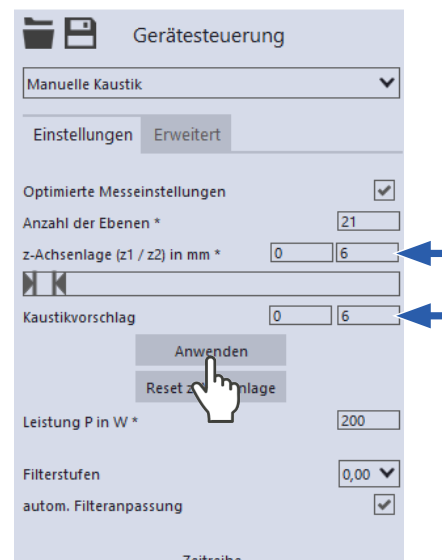 Gerätesteuerung
Manuelle Kaustik
Einstellungen Erweitert
Optimierte Messeinstellungen
Anzahl der Ebenen * 21
z-Achsenlage (z1 / z2) in mm * 0 6
Kaustikvorschlag 0 6
Anwenden
Reset
Leistung P in W * 200
Filterstufen 0,00
autom. Filteranpassung
Zeitreihe